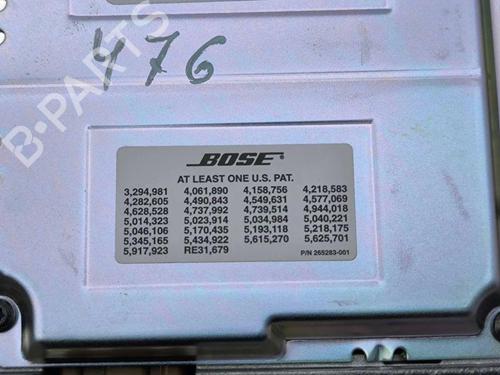 476
B-PARTS
BOSE
AT LEAST ONE U.S. PAT.
3,294,981 4,061,890 4,158,756 4,218,583
4,282,605 4,490,843 4,549,631 4,577,069
4,628,528 4,737,992 4,739,514 4,944,018
5,014,323 5,023,914 5,034,984 5,040,221
5,046,106 5,170,435 5,193,118 5,218,175
5,345,165 5,434,922 5,615,270 5,625,701
5,917,923 RE31,679 P/N 265283-001